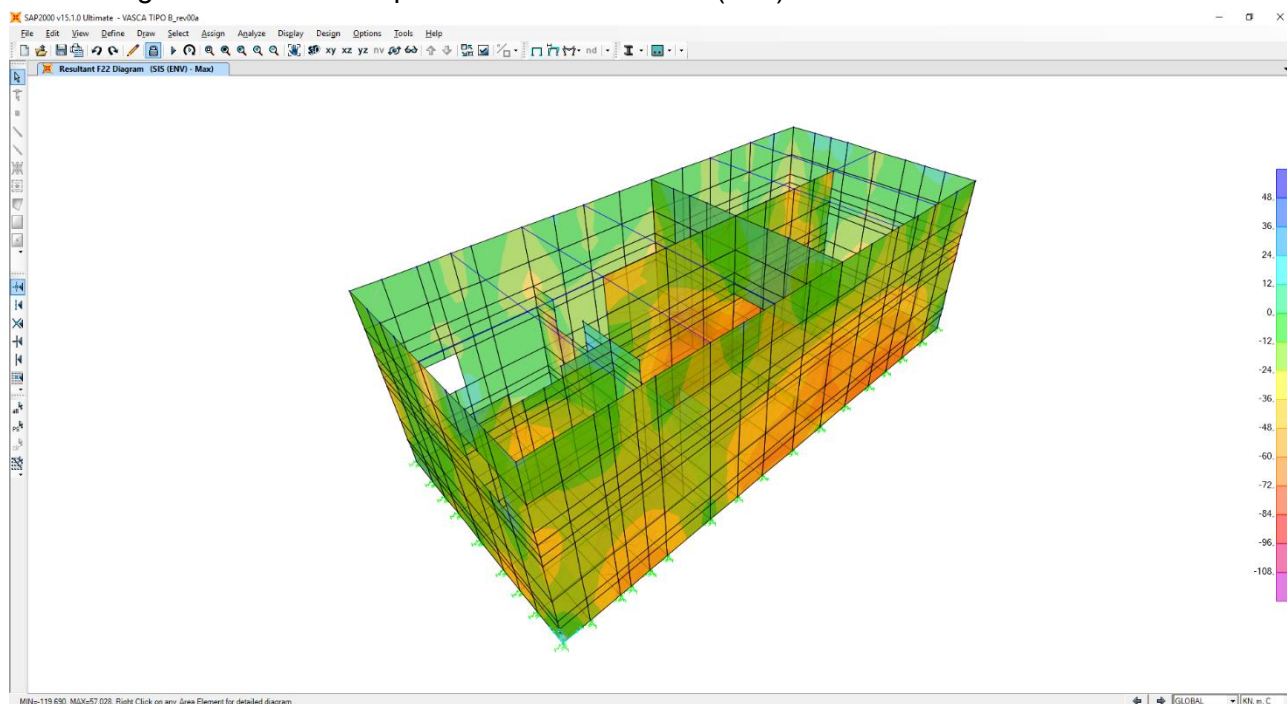 SAP2000 v15.1.0 Ultimate - VASCA TIPO B_rev00a
File Edit View Define Draw Select Assign Analyze Display Design Options Tools Help
xy xz yz nv
nd
Resultant F22 Diagram (SIS (ENV) - Max)
48.
36.
24.
12.
0.
-12.
-24.
-36.
-48.
-60.
-72.
-84.
-96.
-108.
MIN=-119.690, MAX=57.028, Right Click on any Area Element for detailed diagram
GLOBAL
KN, m, C